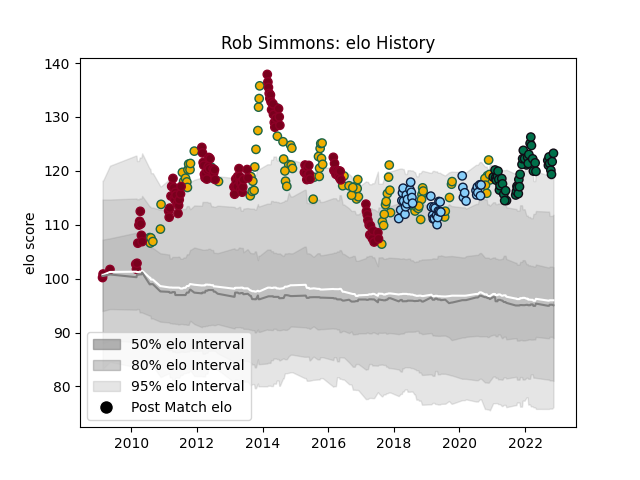 Rob Simmons: elo History
elo score
140
130
120
110
100
90
80
50% elo Interval
80% elo Interval
95% elo Interval
Post Match elo
2010 2012 2014 2016 2018 2020 2022